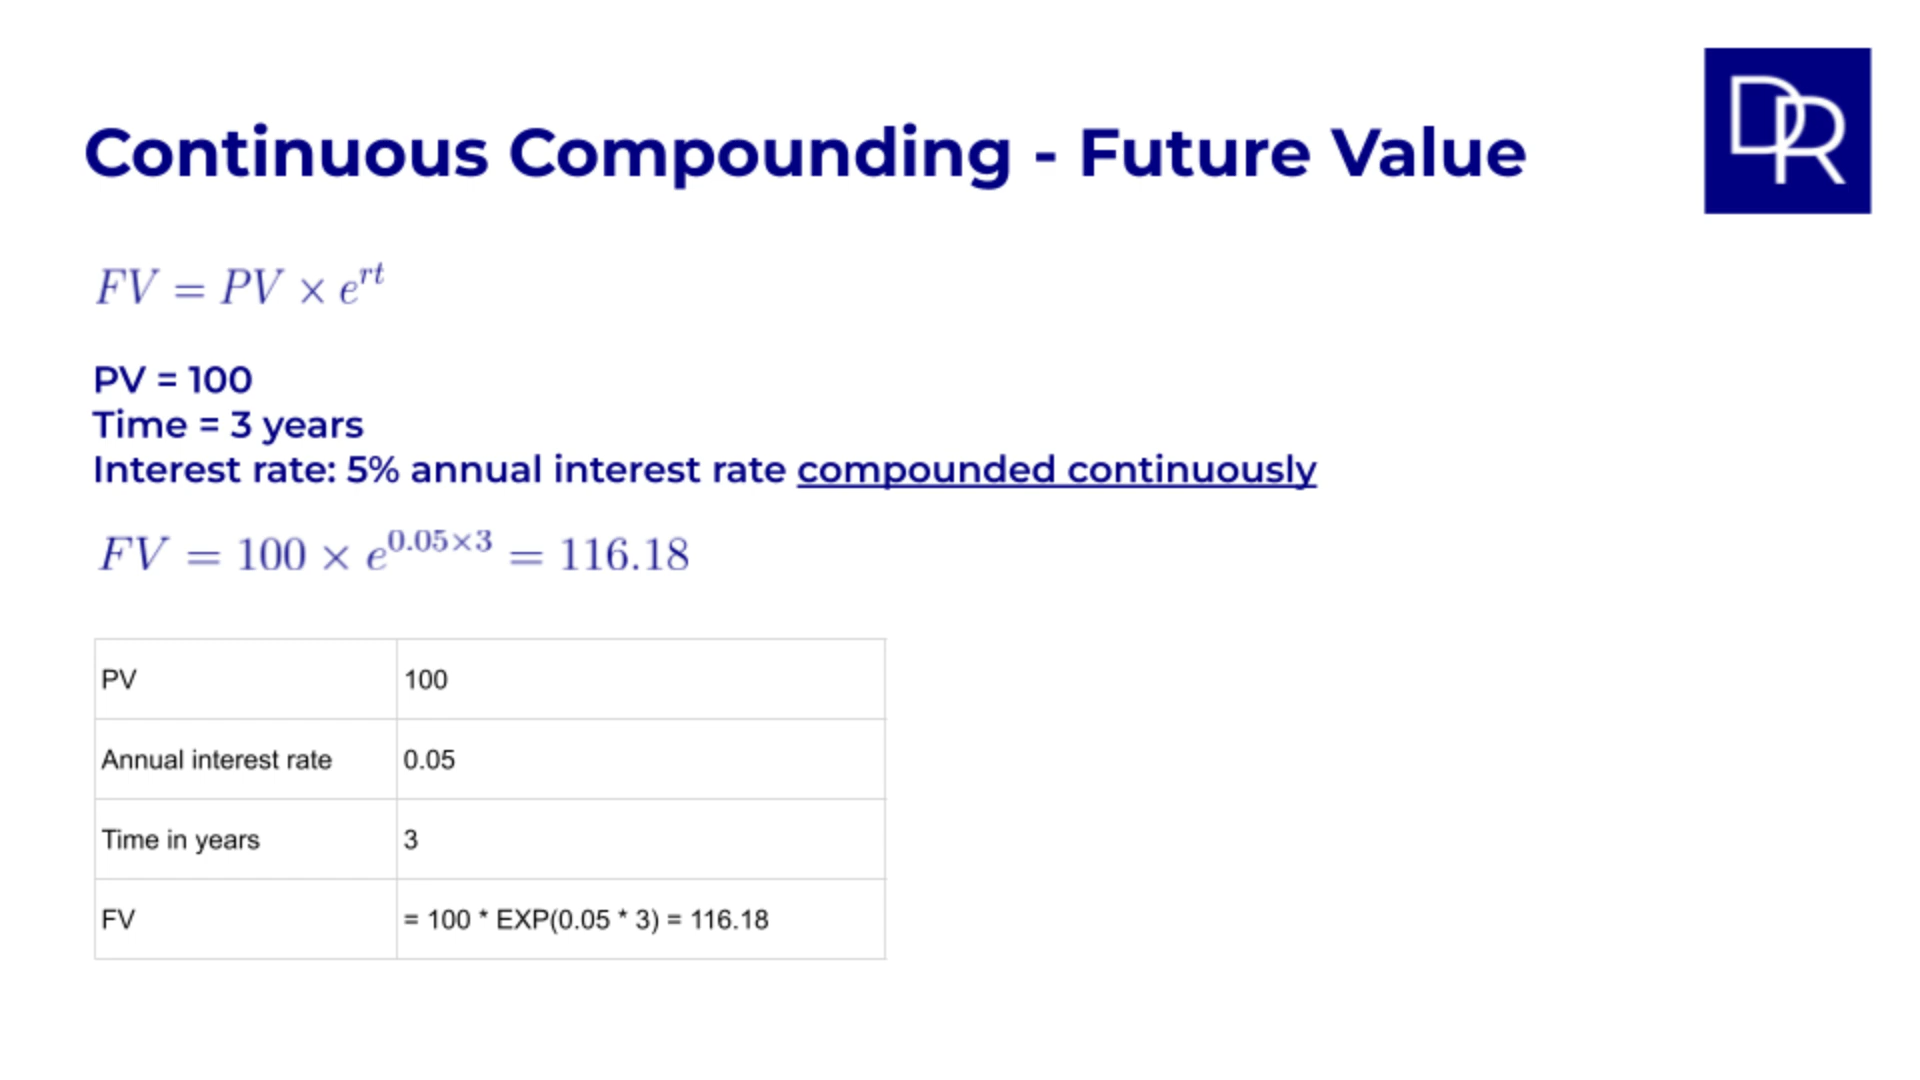 Continuous Compounding - Future Value
DR
FV = PV × e^{rt}
PV = 100
Time = 3 years
Interest rate: 5% annual interest rate compounded continuously
FV = 100 × e^{0.05×3} = 116.18
PV 100
Annual interest rate 0.05
Time in years 3
FV = 100 * EXP(0.05 * 3) = 116.18